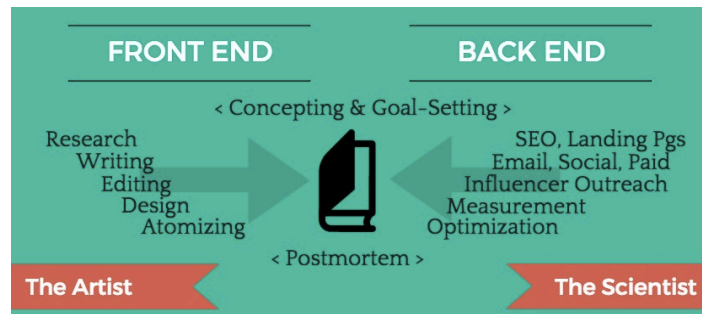 FRONT END
BACK END
< Concepting & Goal-Setting >
Research
Writing
Editing
Design
Atomizing
SEO, Landing Pgs
Email, Social, Paid
Influencer Outreach
Measurement
Optimization
< Postmortem >
The Artist
The Scientist